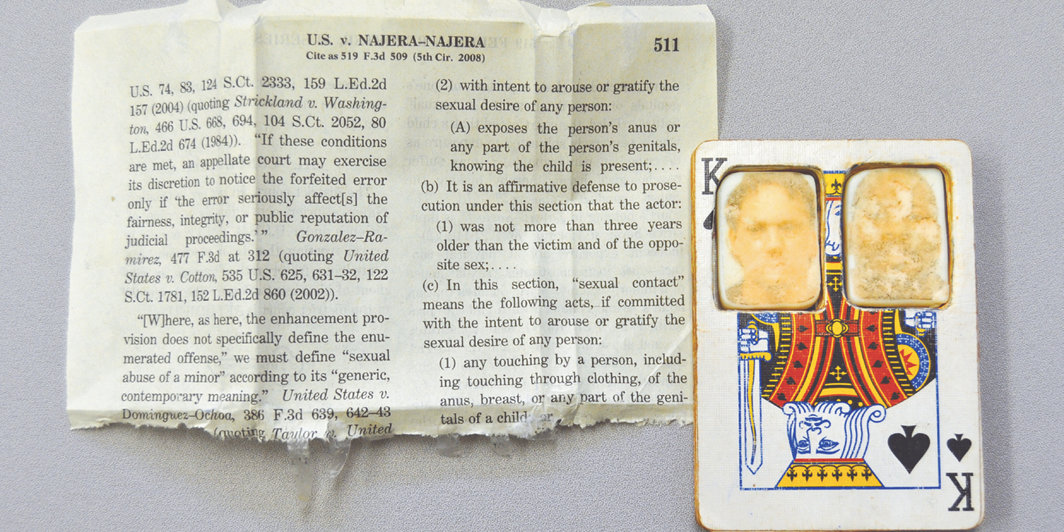 U.S. v. NAJERA–NAJERA
Cite as 519 F.3d 509 (5th Cir. 2008)
511
U.S. 74, 83, 124 S.Ct. 2333, 159 L.Ed.2d
157 (2004) (quoting Strickland v. Washing-
ton, 466 U.S. 668, 694, 104 S.Ct. 2052, 80
L.Ed.2d 674 (1984)). “If these conditions
are met, an appellate court may exercise
its discretion to notice the forfeited error
only if ‘the error seriously affect[s] the
fairness, integrity, or public reputation of
judicial proceedings.’ ” Gonzalez–Ra-
mirez, 477 F.3d at 312 (quoting United
States v. Cotton, 535 U.S. 625, 631–32, 122
S.Ct. 1781, 152 L.Ed.2d 860 (2002)).
“[W]here, as here, the enhancement pro-
vision does not specifically define the enu-
merated offense,” we must define “sexual
abuse of a minor” according to its “generic,
contemporary meaning.” United States v.
Dominguez–Ochoa, 386 F.3d 639, 642–43
(quoting Taylor v. United
(2) with intent to arouse or gratify the
sexual desire of any person:
(A) exposes the person’s anus or
any part of the person’s genitals,
knowing the child is present; . . . .
(b) It is an affirmative defense to prose-
cution under this section that the actor:
(1) was not more than three years
older than the victim and of the oppo-
site sex; . . . .
(c) In this section, “sexual contact”
means the following acts, if committed
with the intent to arouse or gratify the
sexual desire of any person:
(1) any touching by a person, includ-
ing touching through clothing, of the
anus, breast, or any part of the geni-
tals of a child; or
K
K